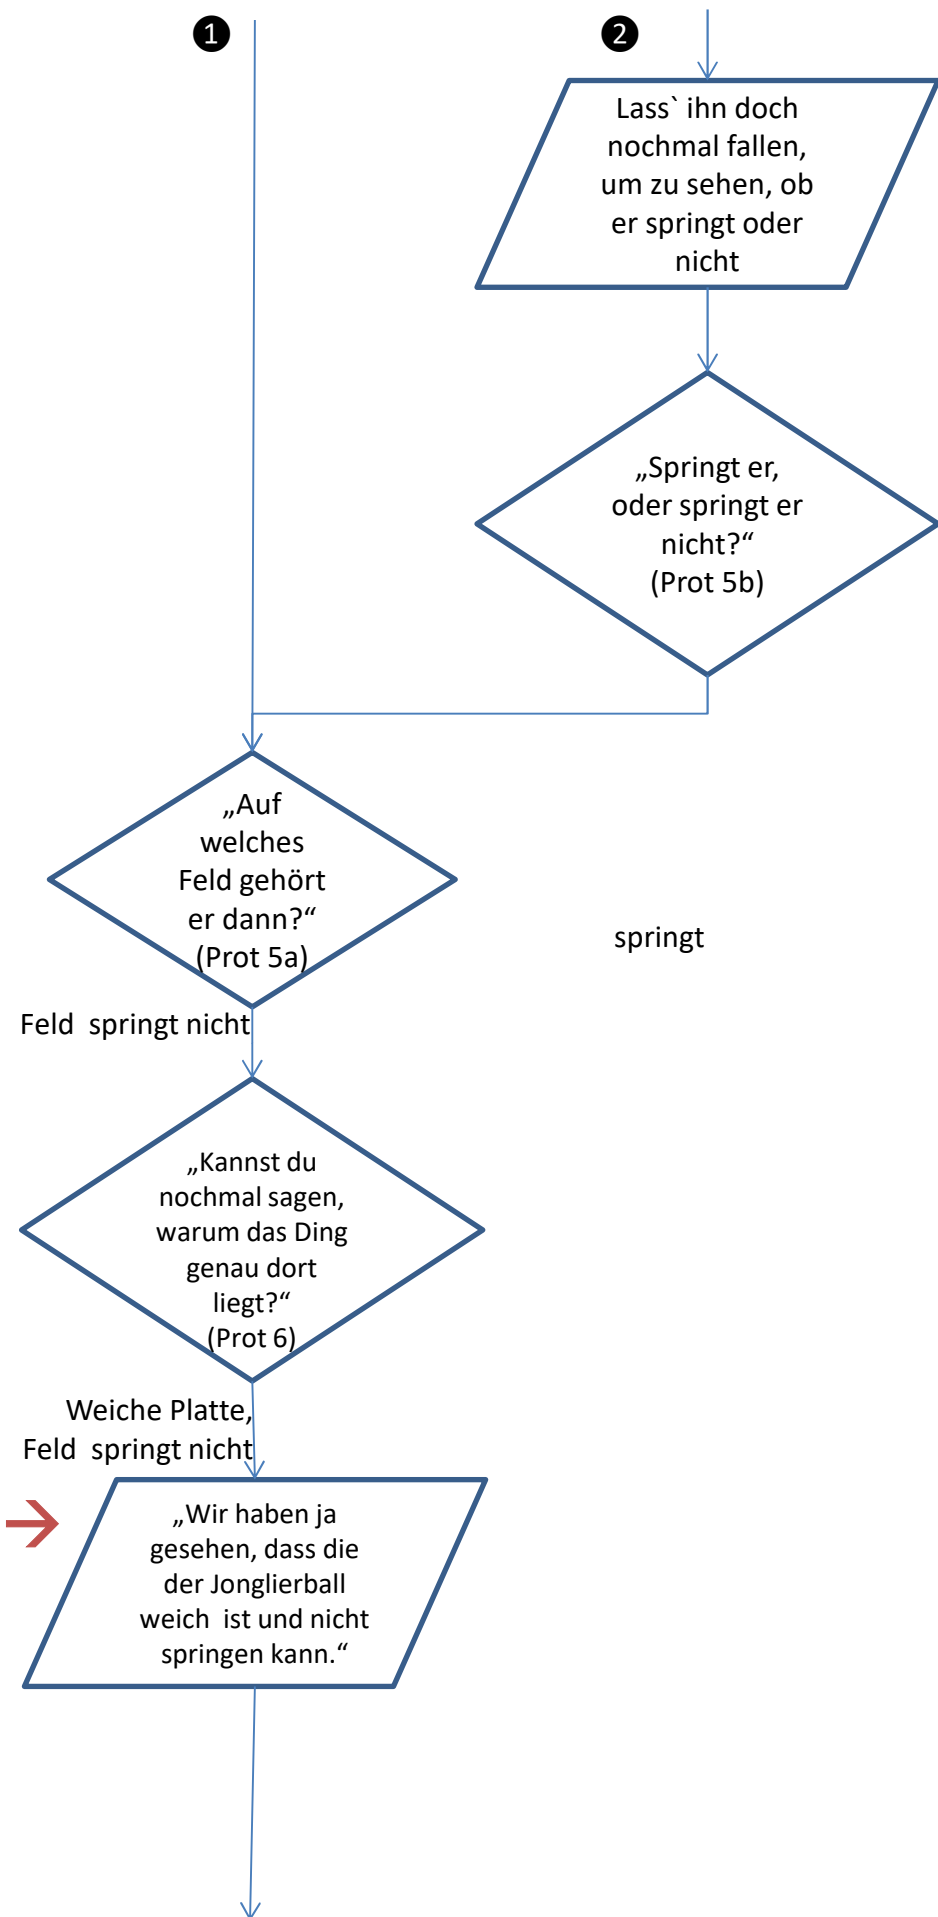 1
2
Lass` ihn doch
nochmal fallen,
um zu sehen, ob
er springt oder
nicht
„Springt er,
oder springt er
nicht?“
(Prot 5b)
„Auf
welches
Feld gehört
er dann?“
(Prot 5a)
springt
Feld springt nicht
„Kannst du
nochmal sagen,
warum das Ding
genau dort
liegt?“
(Prot 6)
Weiche Platte,
Feld springt nicht
„Wir haben ja
gesehen, dass die
der Jonglierball
weich ist und nicht
springen kann.“